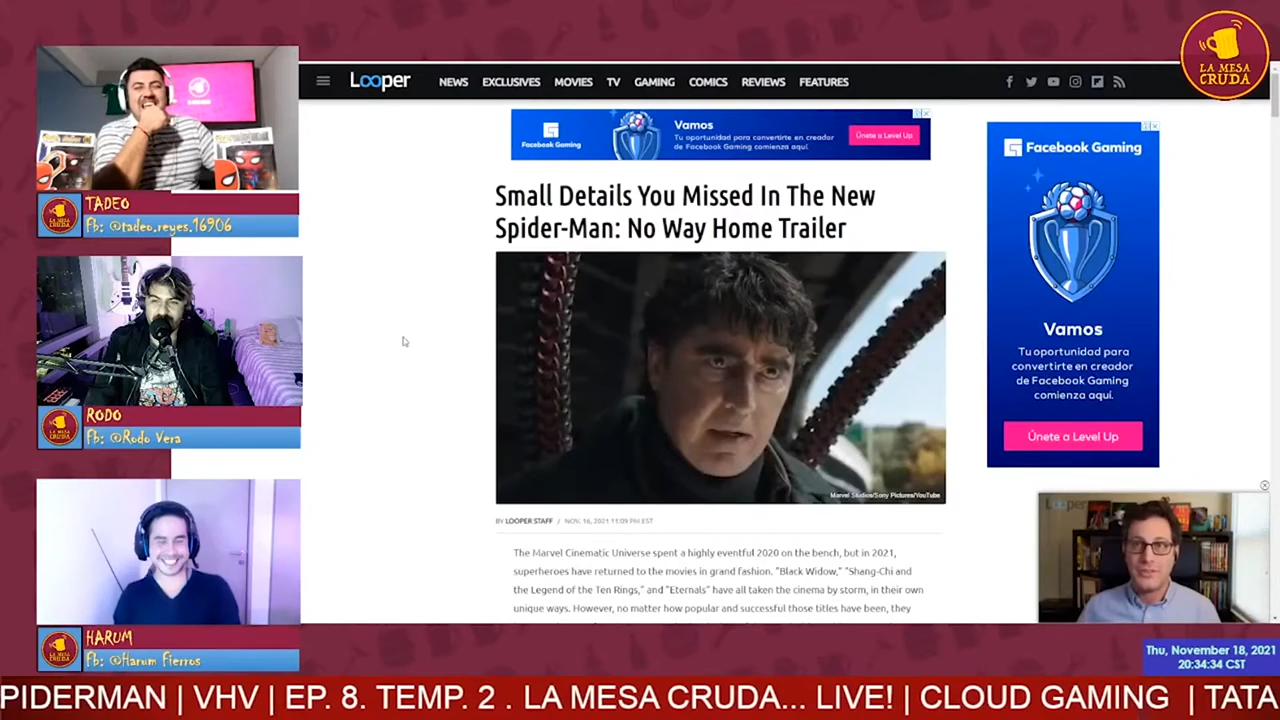 LA MESA
CRUDA
Looper
NEWS EXCLUSIVES MOVIES TV GAMING COMICS REVIEWS FEATURES
TADEO
Fb: @tadeo.reyes.16906
RODO
Fb: @Rodo Vera
HARUM
Fb: @Harum Fierros
Facebook Gaming
Vamos
Tu oportunidad para convertirte en creador
de Facebook Gaming comienza aquí.
Únete a Level Up
Small Details You Missed In The New
Spider-Man: No Way Home Trailer
Marvel Studios/Sony Pictures/YouTube
BY LOOPER STAFF / NOV. 16, 2021 11:09 PM EST
The Marvel Cinematic Universe spent a highly eventful 2020 on the bench, but in 2021,
superheroes have returned to the movies in grand fashion. "Black Widow," "Shang-Chi and
the Legend of the Ten Rings," and "Eternals" have all taken the cinema by storm, in their own
unique ways. However, no matter how popular and successful those titles have been, they
Facebook Gaming
Vamos
Tu oportunidad para
convertirte en creador
de Facebook Gaming
comienza aquí.
Únete a Level Up
Looper
Thu, November 18, 2021
20:34:34 CST
PIDERMAN | VHV | EP. 8. TEMP. 2 . LA MESA CRUDA... LIVE! | CLOUD GAMING | TATA